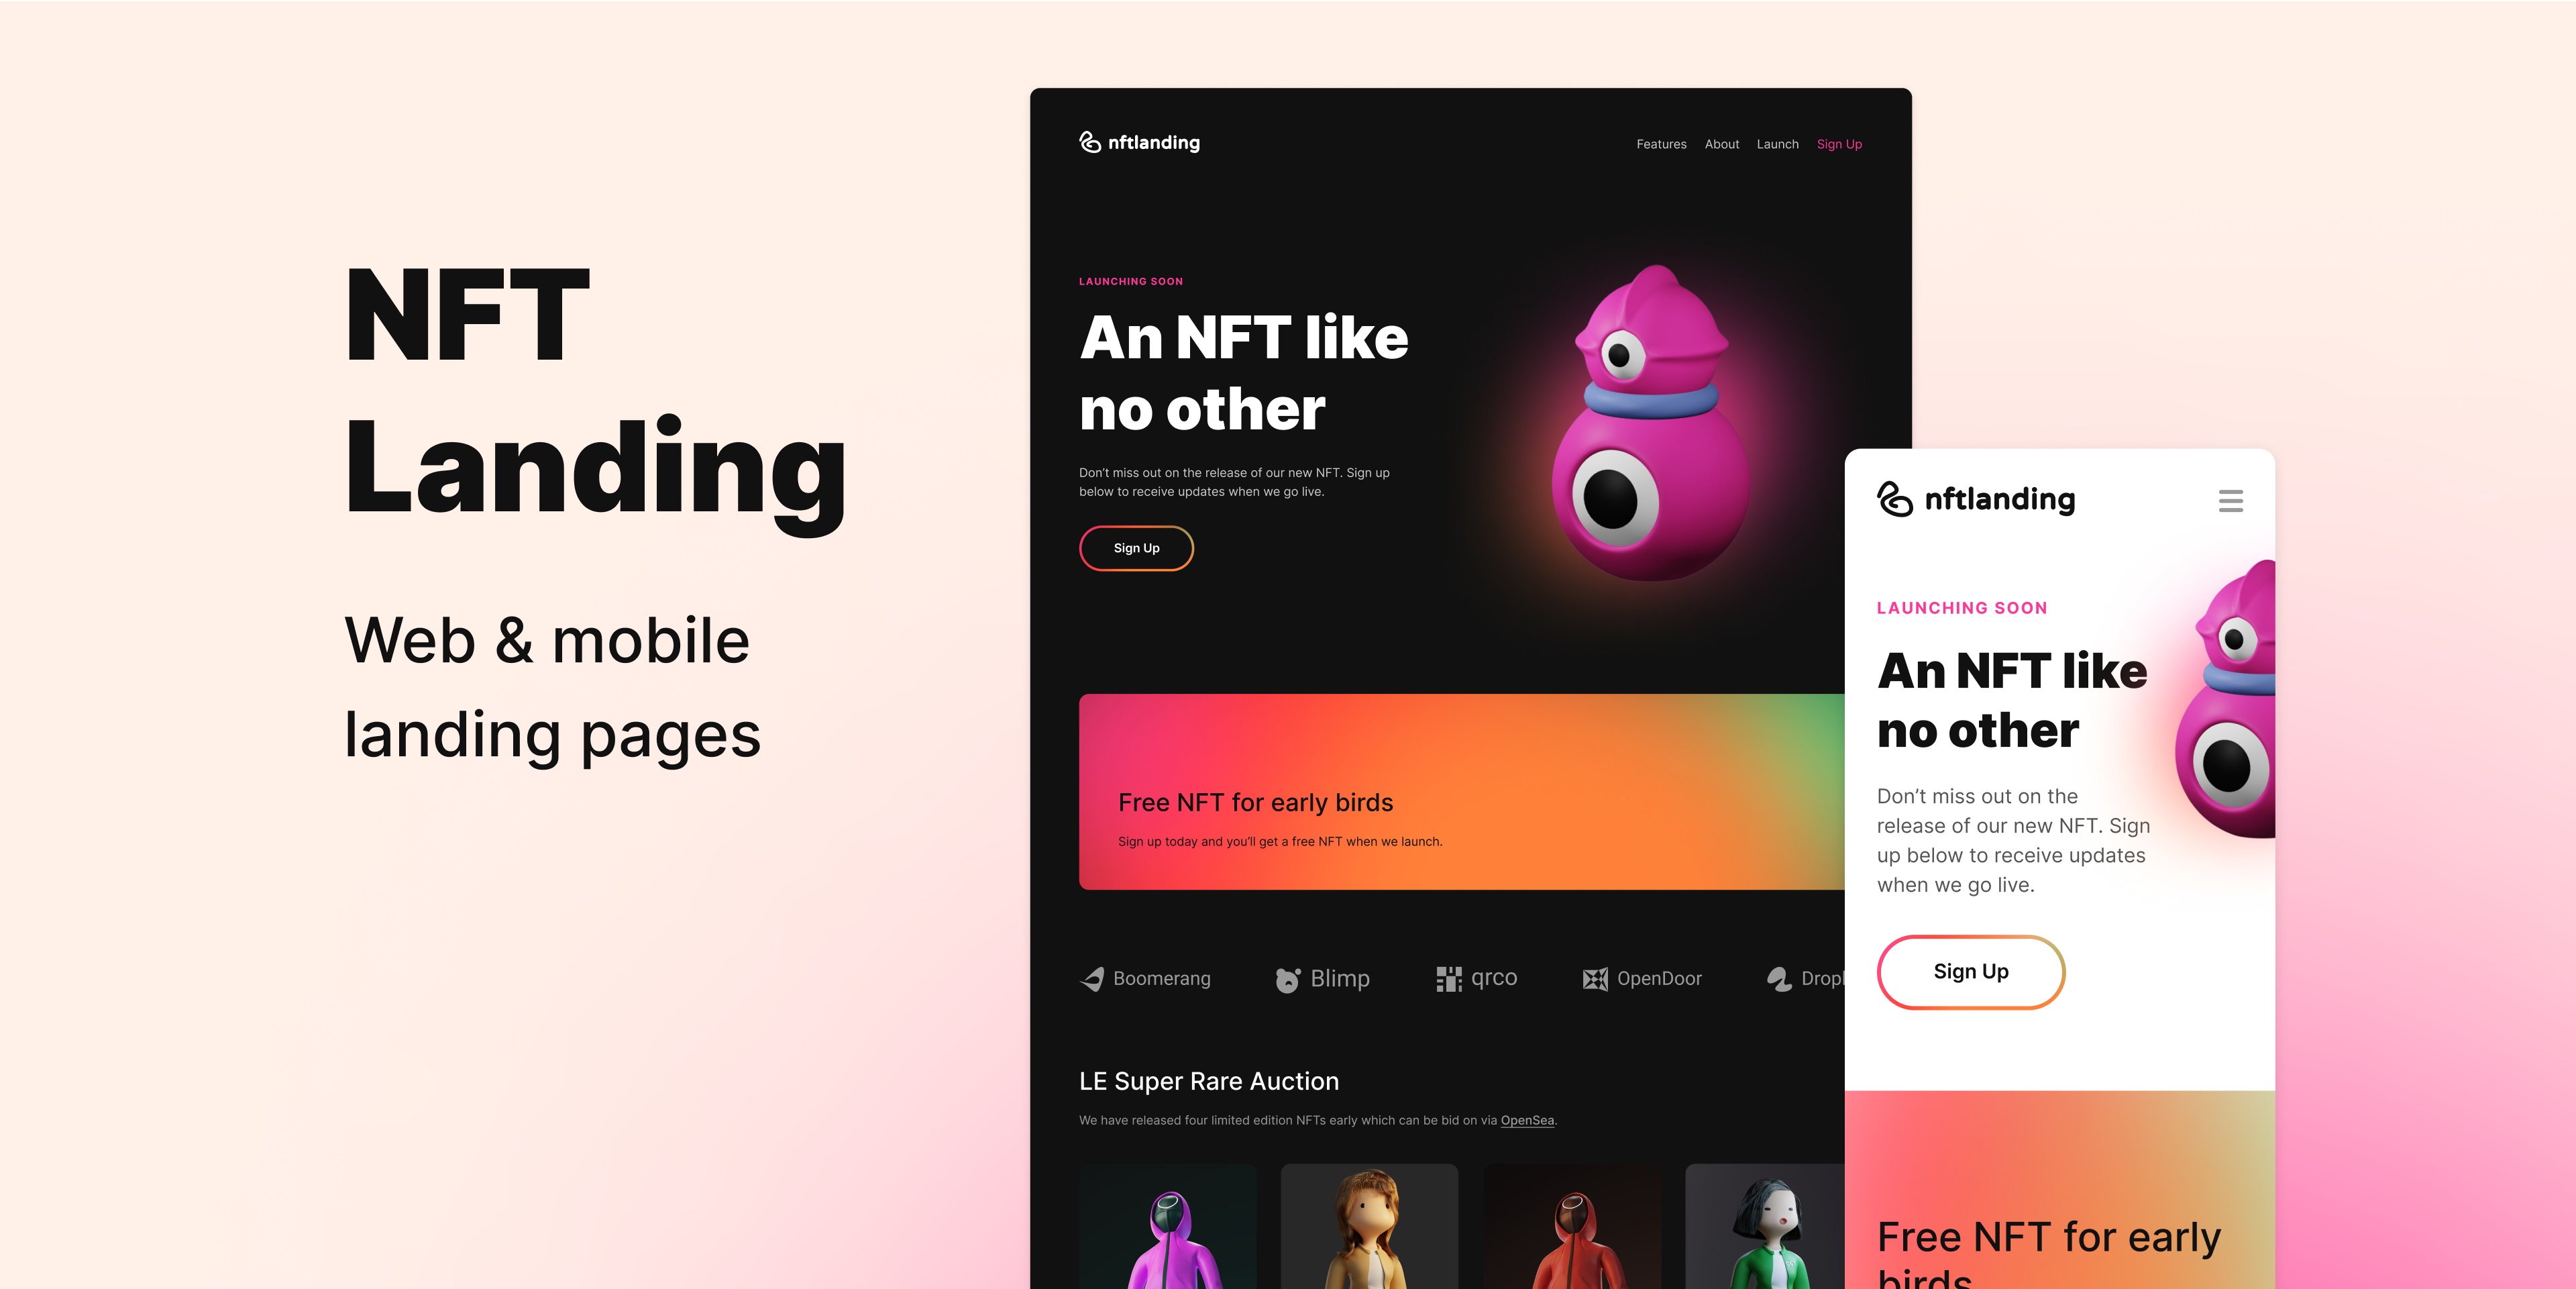 NFT
Landing
Web & mobile
landing pages
nftlanding
Features About Launch Sign Up
LAUNCHING SOON
An NFT like
no other
Don't miss out on the release of our new NFT. Sign up
below to receive updates when we go live.
Sign Up
Free NFT for early birds
Sign up today and you'll get a free NFT when we launch.
Boomerang Blimp qrco OpenDoor
LE Super Rare Auction
We have released four limited edition NFTs early which can be bid on via OpenSea.
nftlanding
LAUNCHING SOON
An NFT like
no other
Don't miss out on the
release of our new NFT. Sign
up below to receive updates
when we go live.
Sign Up
Free NFT for early
birds